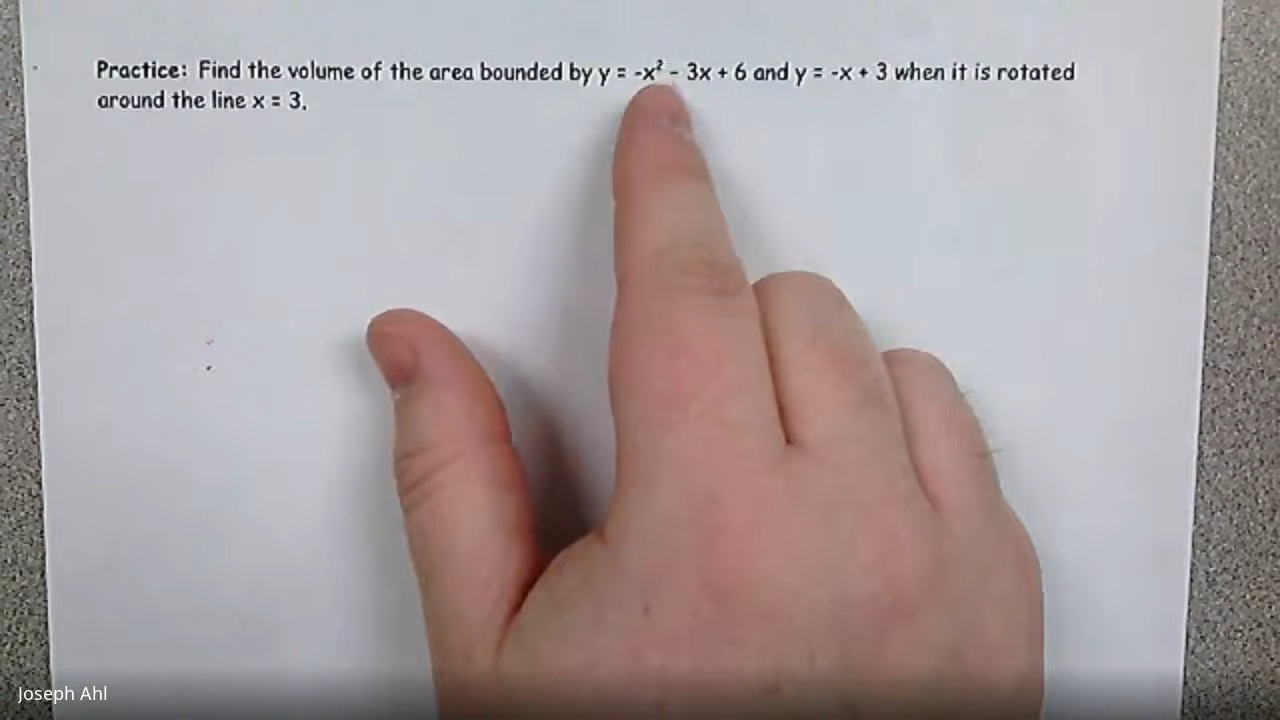 Practice: Find the volume of the area bounded by y = -x² - 3x + 6 and y = -x + 3 when it is rotated
around the line x = 3.
Joseph Ahl